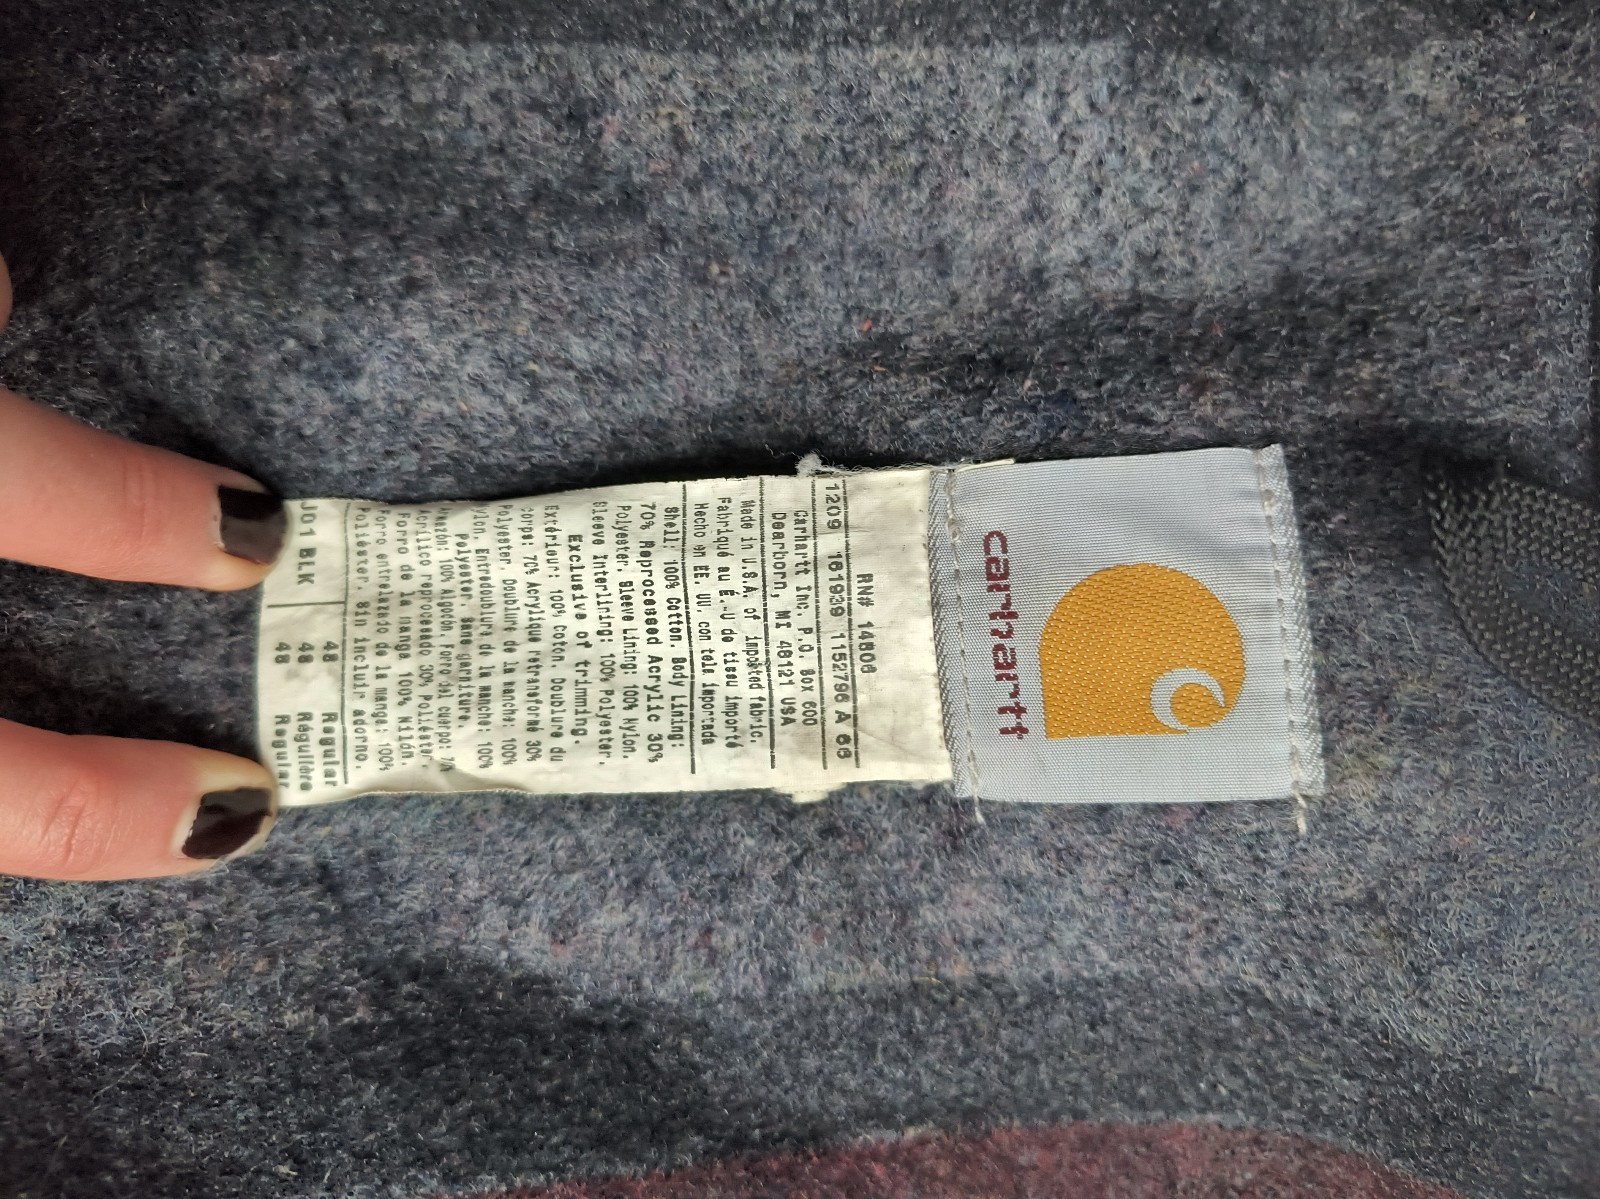 carhartt
RN# 14806
1209 161939 1152796 A 66
Carhartt Inc. P.O. Box 600
Dearborn, MI 48121 USA
Made in U.S.A. of imported fabric.
Fabriqué au É.-U de tissu importé
Hecho en EE. UU. con tela importada
Shell: 100% Cotton. Body Lining:
70% Reprocessed Acrylic 30%
Polyester. Sleeve Lining: 100% Nylon.
Sleeve Interlining: 100% Polyester.
Exclusive of trimming.
Extérieur: 100% Coton. Doublure du
corps: 70% Acrylique retransformé 30%
Polyester. Doublure de la manche: 100%
Nylon. Entredoublure de la manche: 100%
Polyester. Sans garniture.
Armazón: 100% Algodón. Forro del cuerpo:
Acrílico reprocesado 30% Poliéster.
Forro de la manga 100% Nilón.
Forro entrelazado de la manga: 100%
Poliéster. Sin incluir adorno.
J01 BLK
48 Regular
48 Régulière
48 Regular